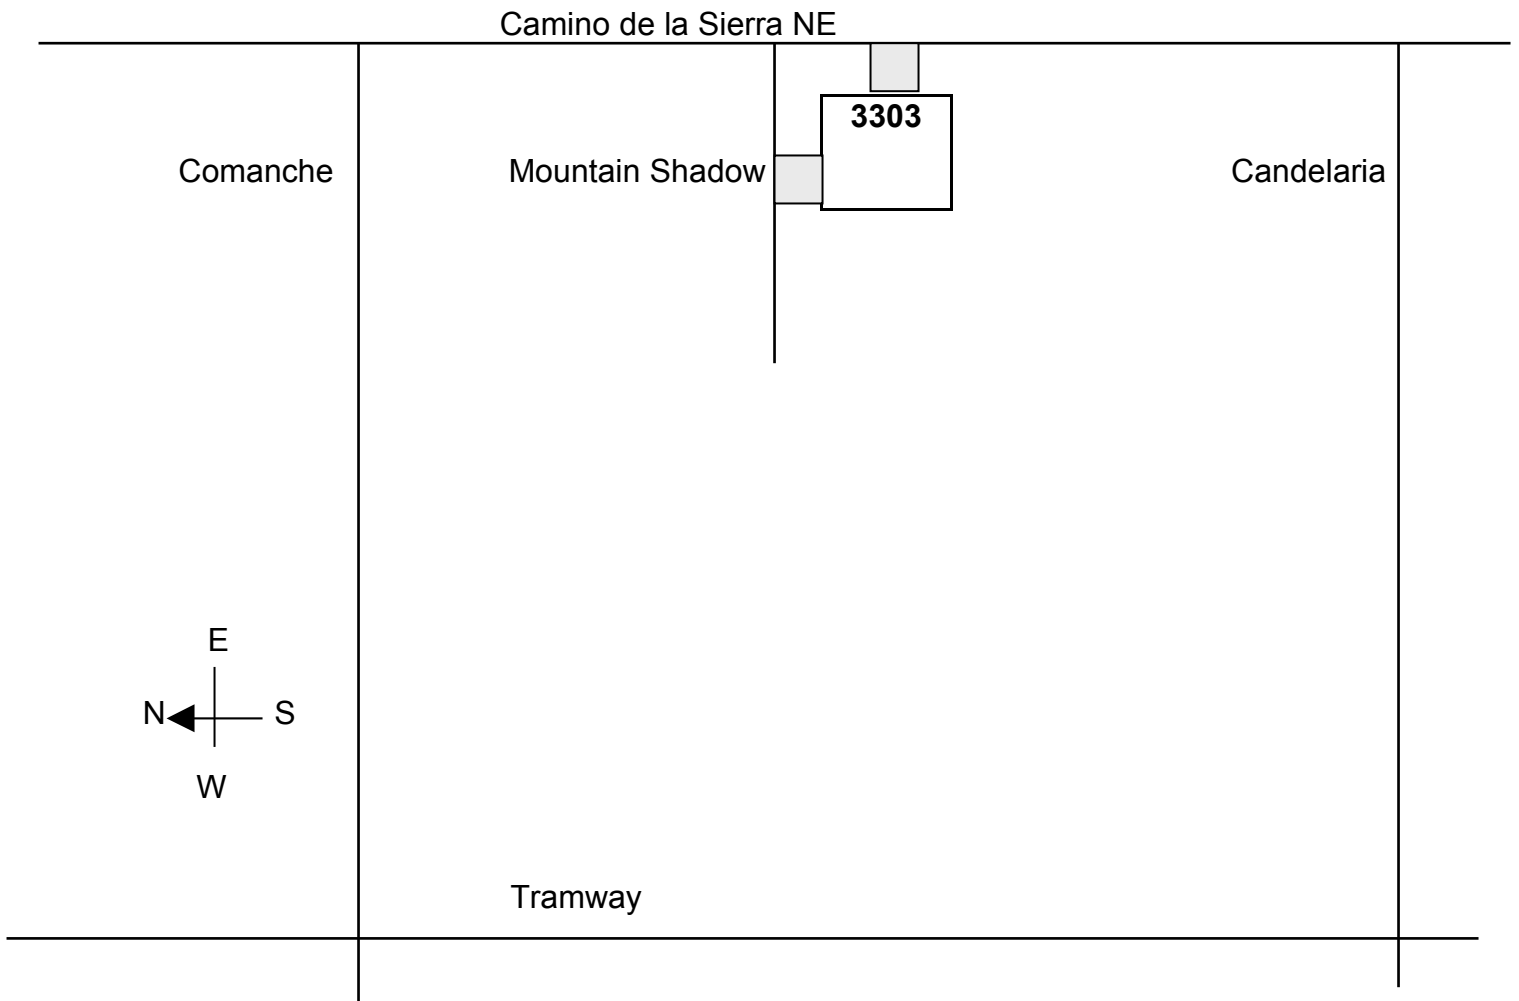 Camino de la Sierra NE
3303
Comanche
Mountain Shadow
Candelaria
E
N
S
W
Tramway